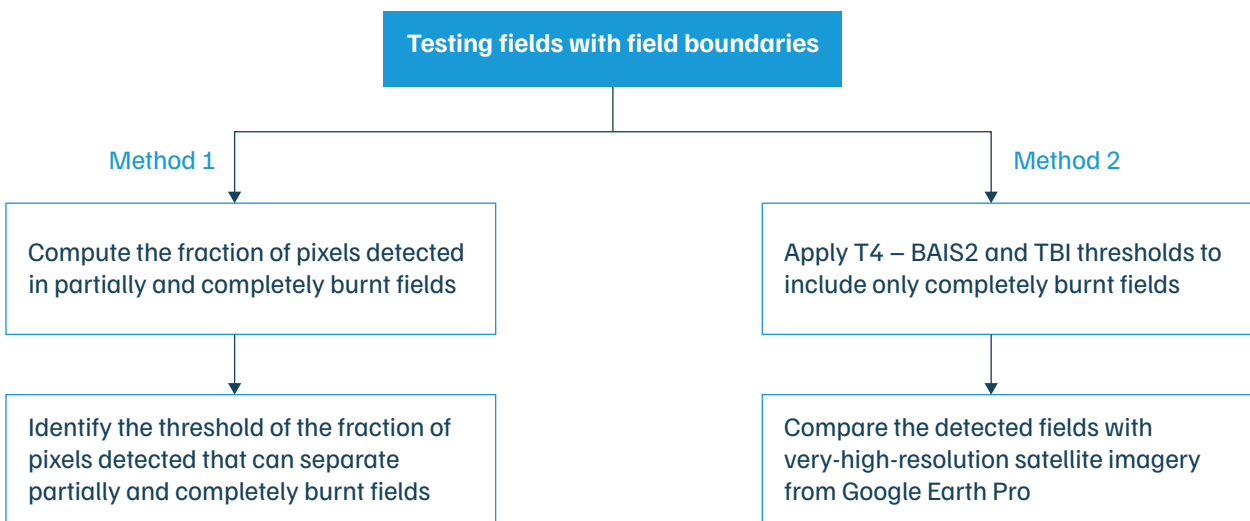 Testing fields with field boundaries
Method 1
Method 2
Compute the fraction of pixels detected
in partially and completely burnt fields
Apply T4 – BAIS2 and TBI thresholds to
include only completely burnt fields
Identify the threshold of the fraction of
pixels detected that can separate
partially and completely burnt fields
Compare the detected fields with
very-high-resolution satellite imagery
from Google Earth Pro